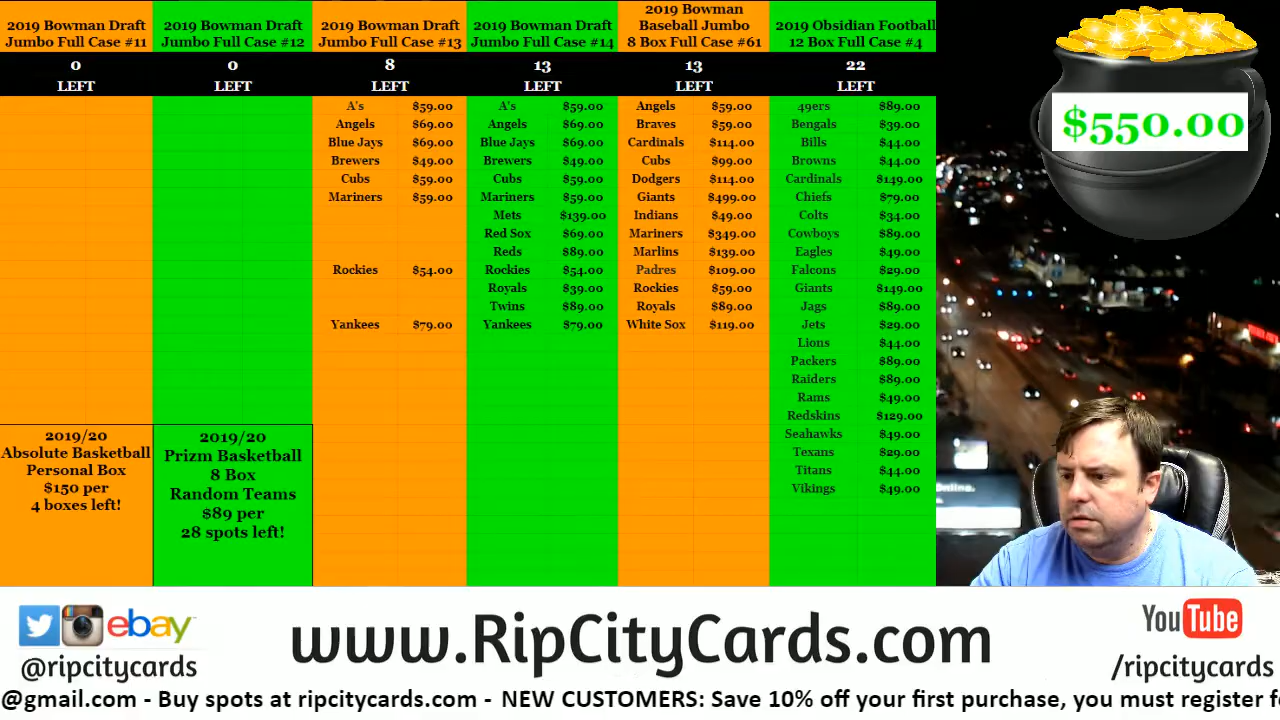 2019 Bowman Draft
Jumbo Full Case #11
0
LEFT
2019/20
Absolute Basketball
Personal Box
$150 per
4 boxes left!
2019 Bowman Draft
Jumbo Full Case #12
0
LEFT
2019/20
Prizm Basketball
8 Box
Random Teams
$89 per
28 spots left!
2019 Bowman Draft
Jumbo Full Case #13
8
LEFT
A's $59.00
Angels $69.00
Blue Jays $69.00
Brewers $49.00
Cubs $59.00
Mariners $59.00
Rockies $54.00
Yankees $79.00
2019 Bowman Draft
Jumbo Full Case #14
13
LEFT
A's $59.00
Angels $69.00
Blue Jays $69.00
Brewers $49.00
Cubs $59.00
Mariners $59.00
Mets $139.00
Red Sox $69.00
Reds $89.00
Rockies $54.00
Royals $39.00
Twins $89.00
Yankees $79.00
2019 Bowman
Baseball Jumbo
8 Box Full Case #61
13
LEFT
Angels $59.00
Braves $59.00
Cardinals $114.00
Cubs $99.00
Dodgers $114.00
Giants $499.00
Indians $49.00
Mariners $349.00
Marlins $139.00
Padres $109.00
Rockies $59.00
Royals $89.00
White Sox $119.00
2019 Obsidian Football
12 Box Full Case #4
22
LEFT
49ers $89.00
Bengals $39.00
Bills $44.00
Browns $44.00
Cardinals $149.00
Chiefs $79.00
Colts $34.00
Cowboys $89.00
Eagles $49.00
Falcons $29.00
Giants $149.00
Jags $89.00
Jets $29.00
Lions $44.00
Packers $89.00
Raiders $89.00
Rams $49.00
Redskins $129.00
Seahawks $49.00
Texans $29.00
Titans $44.00
Vikings $49.00
$550.00
Online.
ebay
@ripcitycards
www.RipCityCards.com
YouTube
/ripcitycards
@gmail.com - Buy spots at ripcitycards.com - NEW CUSTOMERS: Save 10% off your first purchase, you must register fo